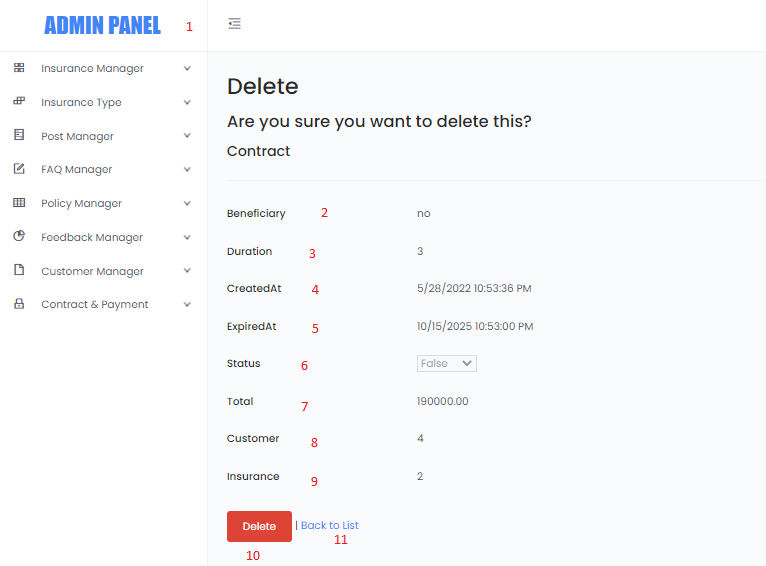 ADMIN PANEL 1
Insurance Manager
Insurance Type
Post Manager
FAQ Manager
Policy Manager
Feedback Manager
Customer Manager
Contract & Payment
Delete
Are you sure you want to delete this?
Contract
Beneficiary 2 no
Duration 3 3
CreatedAt 4 5/28/2022 10:53:36 PM
ExpiredAt 5 10/15/2025 10:53:00 PM
Status 6 False
Total 7 190000.00
Customer 8 4
Insurance 9 2
Delete | Back to List
10 11